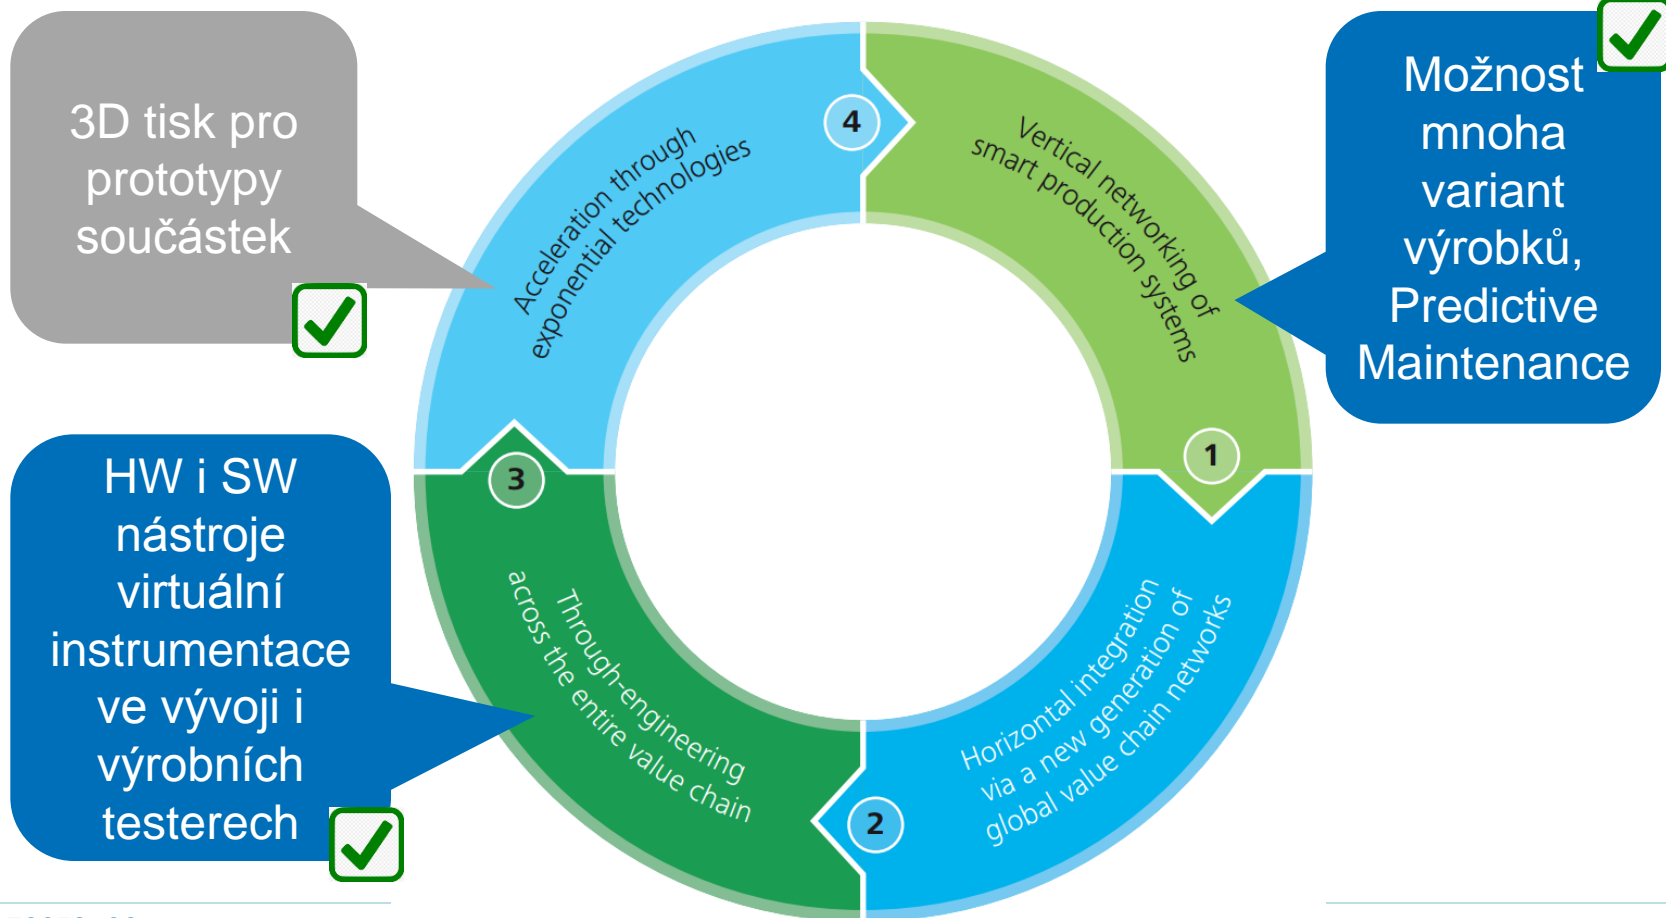 3D tisk pro
prototypy
součástek
4
Acceleration through
exponential technologies
Vertical networking of
smart production systems
1
Možnost
mnoha
variant
výrobků,
Predictive
Maintenance
HW i SW
nástroje
virtuální
instrumentace
ve vývoji i
výrobních
testerech
3
Through-engineering
across the entire value chain
2
Horizontal integration
via a new generation of
global value chain networks